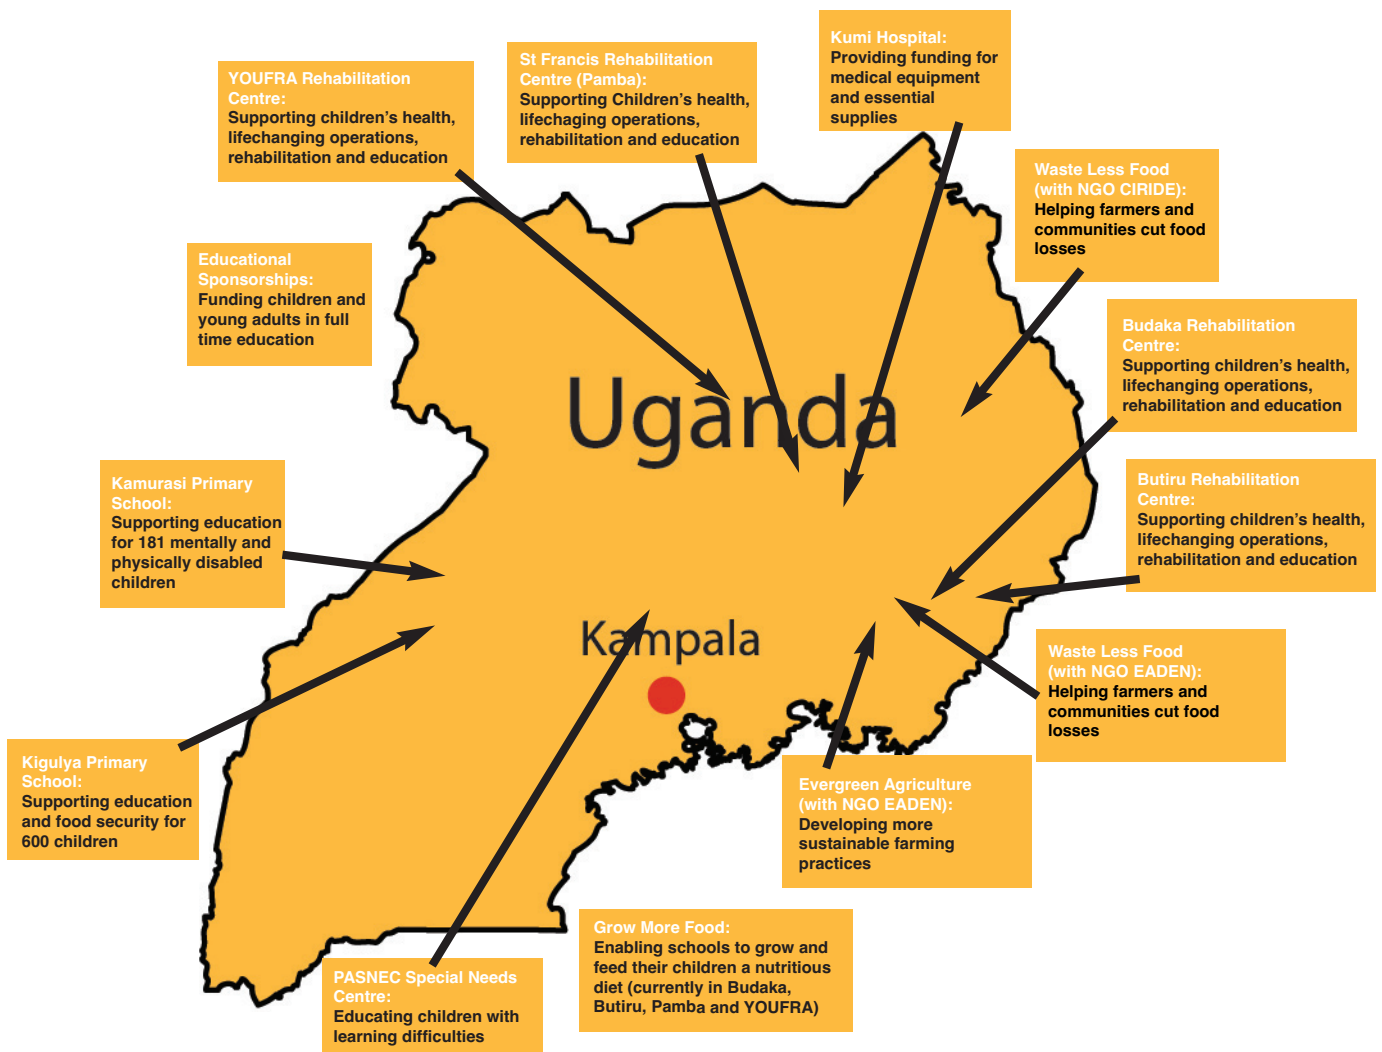 Kumi Hospital:
Providing funding for
medical equipment
and essential
supplies
St Francis Rehabilitation
Centre (Pamba):
Supporting Children’s health,
lifechaging operations,
rehabilitation and education
YOUFRA Rehabilitation
Centre:
Supporting children’s health,
lifechanging operations,
rehabilitation and education
Waste Less Food
(with NGO CIRIDE):
Helping farmers and
communities cut food
losses
Educational
Sponsorships:
Funding children and
young adults in full
time education
Budaka Rehabilitation
Centre:
Supporting children’s health,
lifechanging operations,
rehabilitation and education
Uganda
Kamurasi Primary
School:
Supporting education
for 181 mentally and
physically disabled
children
Butiru Rehabilitation
Centre:
Supporting children’s health,
lifechanging operations,
rehabilitation and education
Kampala
Waste Less Food
(with NGO EADEN):
Helping farmers and
communities cut food
losses
Kigulya Primary
School:
Supporting education
and food security for
600 children
Evergreen Agriculture
(with NGO EADEN):
Developing more
sustainable farming
practices
Grow More Food:
Enabling schools to grow and
feed their children a nutritious
diet (currently in Budaka,
Butiru, Pamba and YOUFRA)
PASNEC Special Needs
Centre:
Educating children with
learning difficulties